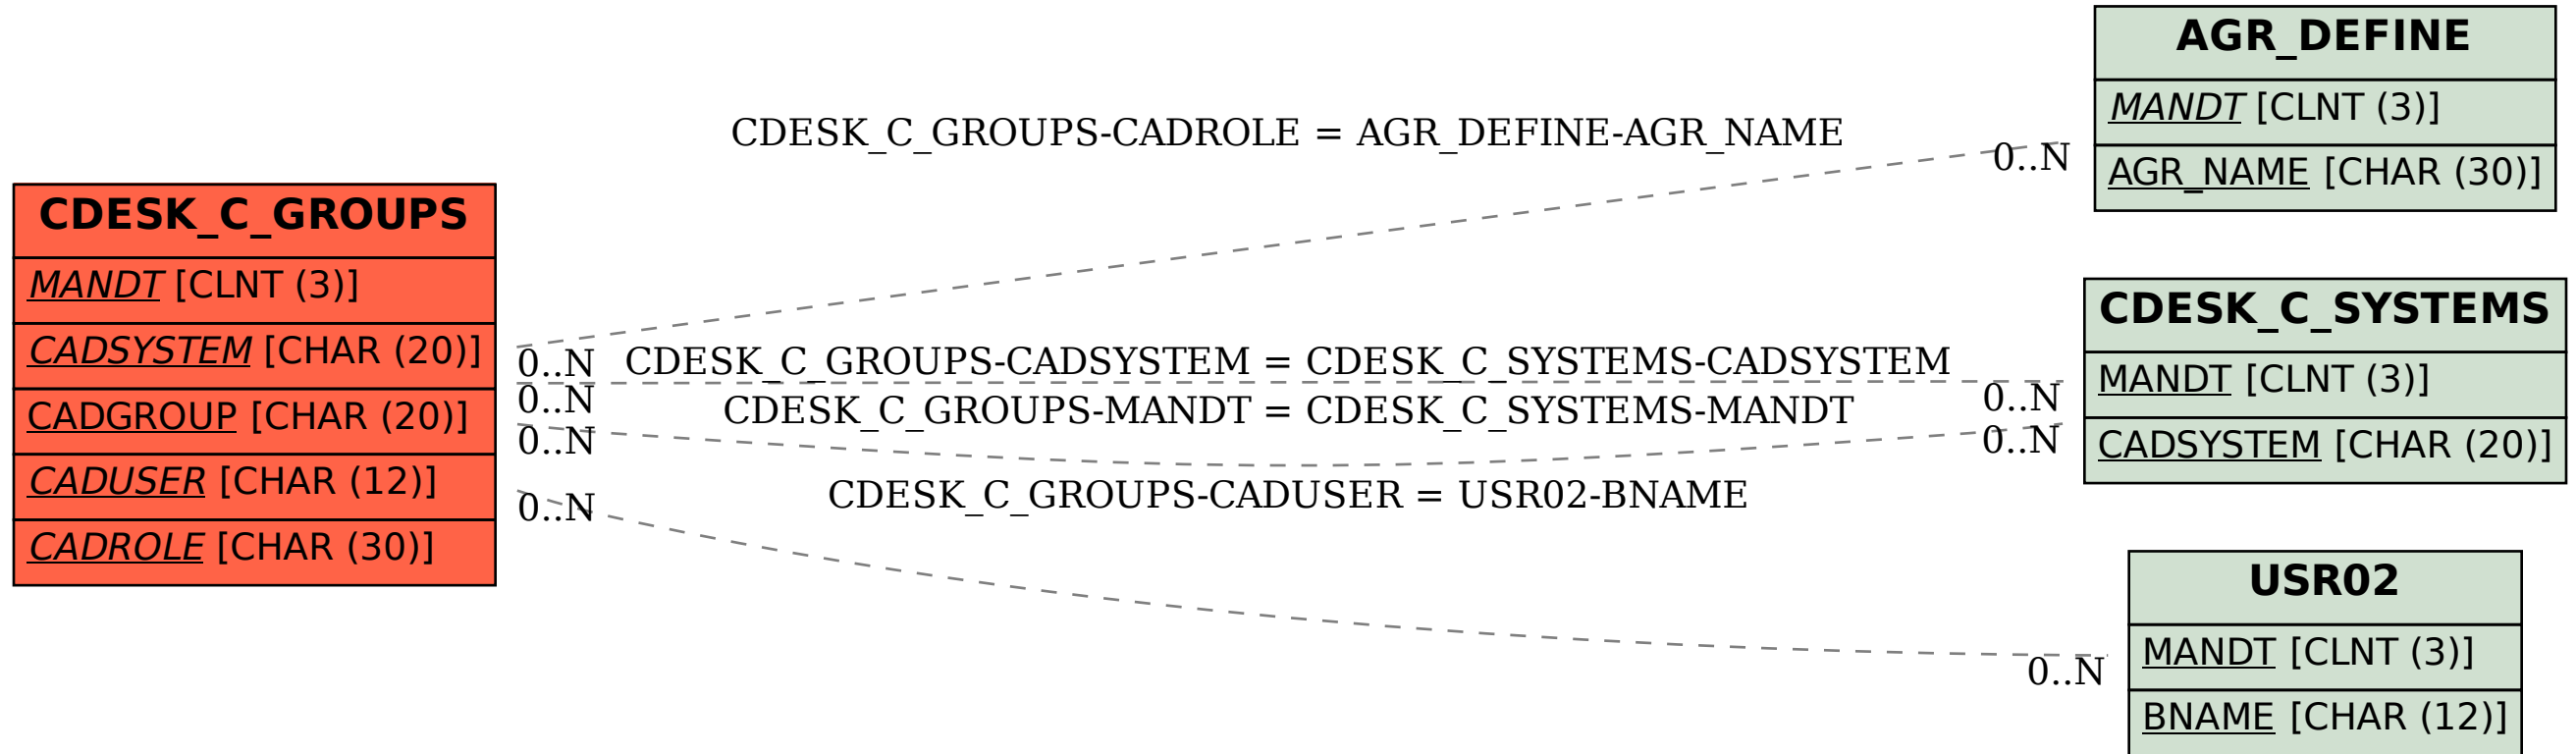 CDESK_C_GROUPS
MANDT [CLNT (3)]
CADSYSTEM [CHAR (20)]
CADGROUP [CHAR (20)]
CADUSER [CHAR (12)]
CADROLE [CHAR (30)]
CDESK_C_GROUPS-CADROLE = AGR_DEFINE-AGR_NAME
0..N
0..N
CDESK_C_GROUPS-CADSYSTEM = CDESK_C_SYSTEMS-CADSYSTEM
0..N
0..N
CDESK_C_GROUPS-MANDT = CDESK_C_SYSTEMS-MANDT
0..N
0..N
CDESK_C_GROUPS-CADUSER = USR02-BNAME
0..N
0..N
AGR_DEFINE
MANDT [CLNT (3)]
AGR_NAME [CHAR (30)]
CDESK_C_SYSTEMS
MANDT [CLNT (3)]
CADSYSTEM [CHAR (20)]
USR02
MANDT [CLNT (3)]
BNAME [CHAR (12)]